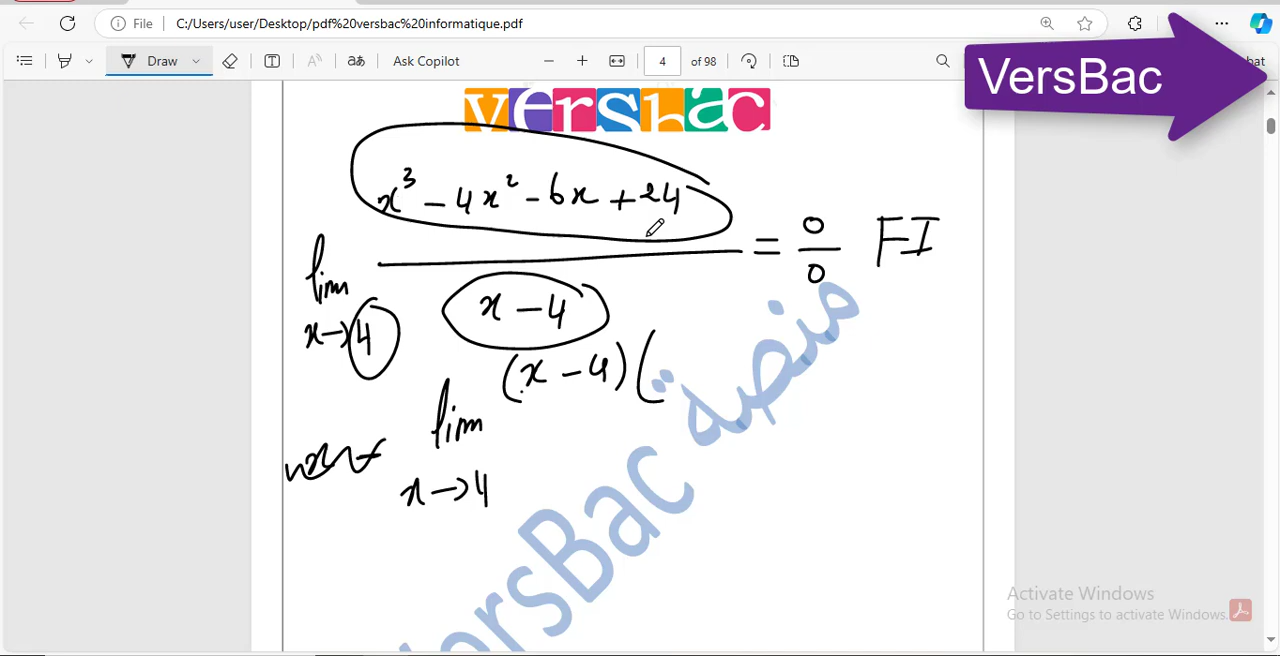 File C:/Users/user/Desktop/pdf%20versbac%20informatique.pdf
Draw Ask Copilot 4 of 98
VersBac
versbac
x³ - 4x² - 6x + 24
lim = 0/0 FI
x→4 x - 4
(x - 4)(
lim
x→4
منصة VersBac
Activate Windows
Go to Settings to activate Windows.